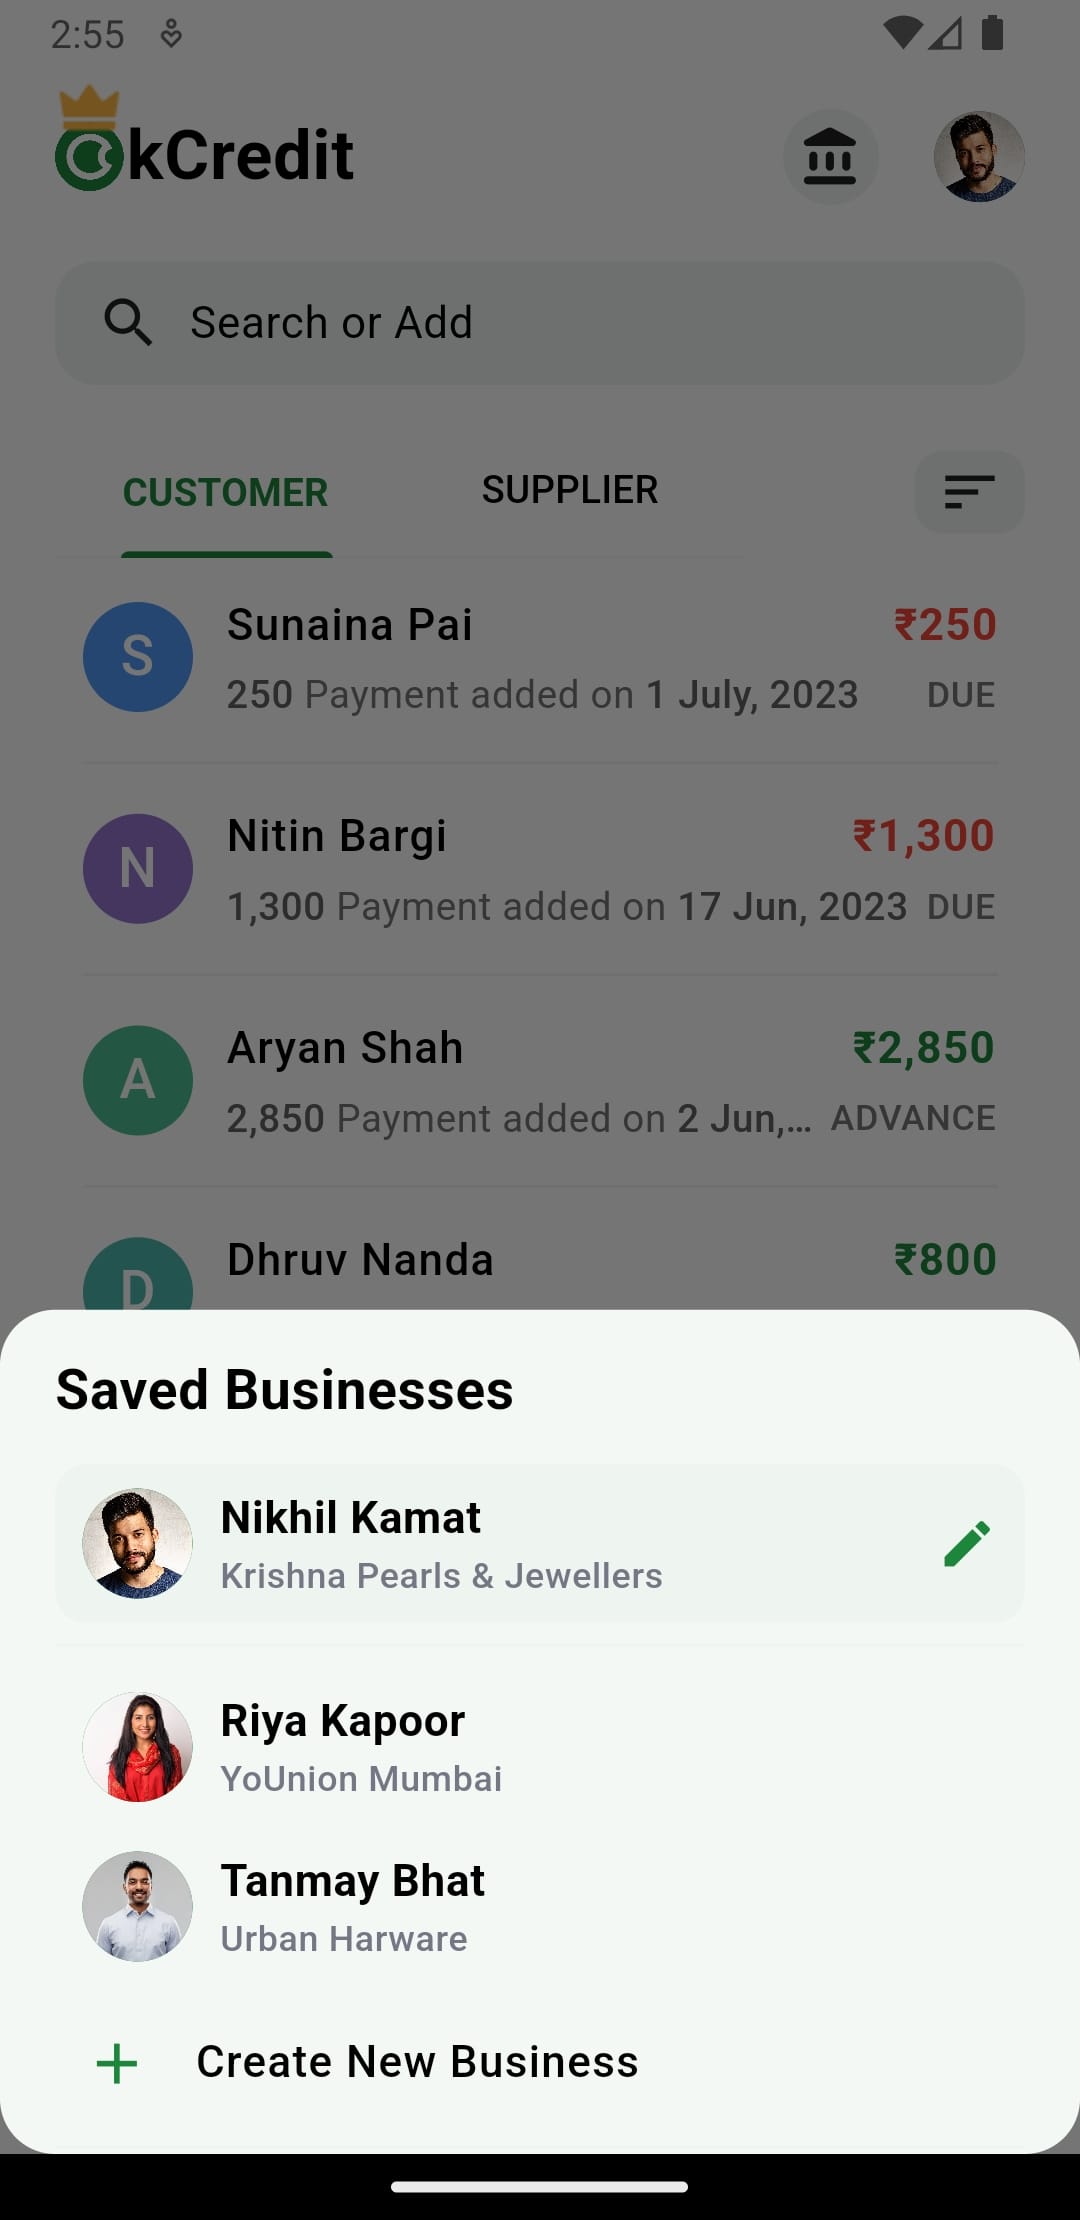 2:55
OkCredit
Search or Add
CUSTOMER
SUPPLIER
S
Sunaina Pai
₹250
250 Payment added on 1 July, 2023
DUE
N
Nitin Bargi
₹1,300
1,300 Payment added on 17 Jun, 2023
DUE
A
Aryan Shah
₹2,850
2,850 Payment added on 2 Jun,...
ADVANCE
D
Dhruv Nanda
₹800
Saved Businesses
Nikhil Kamat
Krishna Pearls & Jewellers
Riya Kapoor
YoUnion Mumbai
Tanmay Bhat
Urban Harware
Create New Business